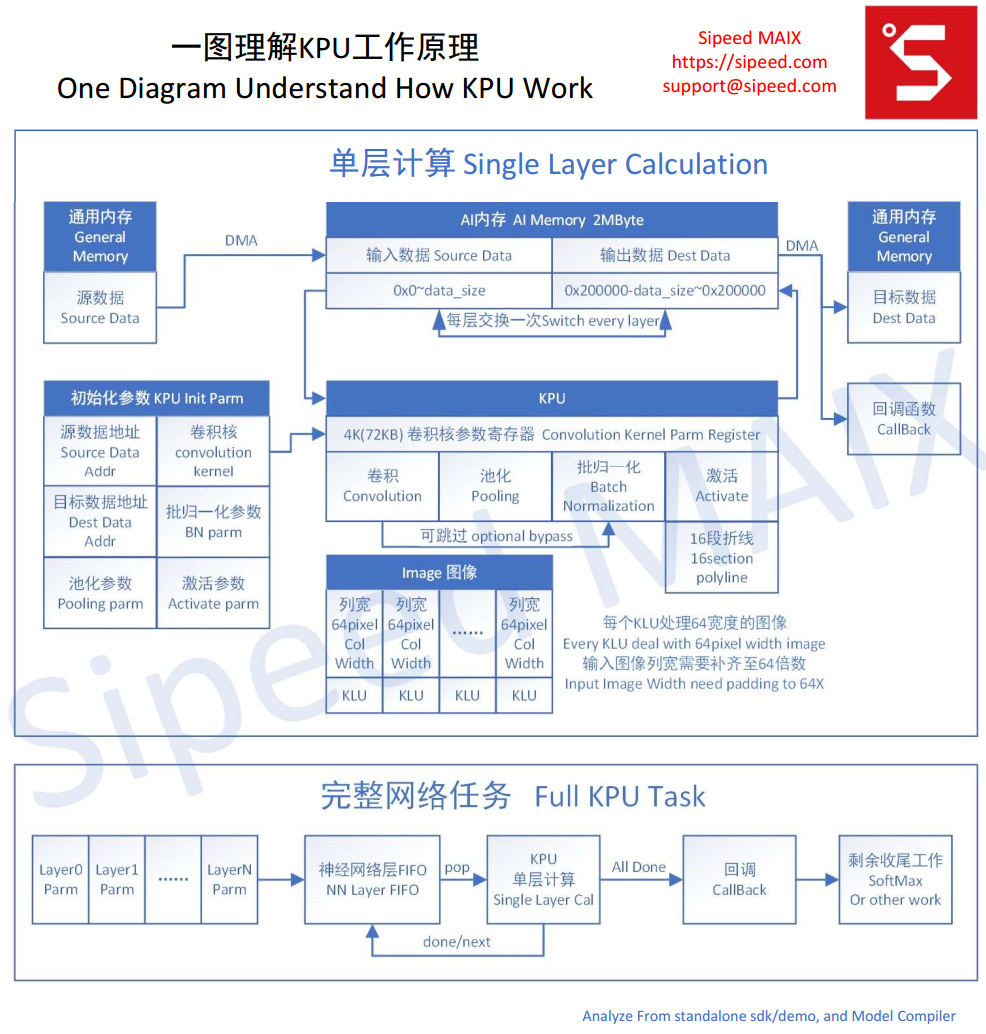 一图理解KPU工作原理
One Diagram Understand How KPU Work
Sipeed MAIX
https://sipeed.com
support@sipeed.com
单层计算 Single Layer Calculation
通用内存
General
Memory
源数据
Source Data
DMA
AI内存 AI Memory 2MByte
输入数据 Source Data
输出数据 Dest Data
0x0~data_size
0x200000-data_size~0x200000
每层交换一次Switch every layer
DMA
通用内存
General
Memory
目标数据
Dest Data
回调函数
CallBack
初始化参数 KPU Init Parm
源数据地址
Source Data
Addr
卷积核
convolution
kernel
目标数据地址
Dest Data
Addr
批归一化参数
BN parm
池化参数
Pooling parm
激活参数
Activate parm
KPU
4K(72KB) 卷积核参数寄存器 Convolution Kernel Parm Register
卷积
Convolution
池化
Pooling
批归一化
Batch
Normalization
激活
Activate
可跳过 optional bypass
16段折线
16section
polyline
Image 图像
列宽
64pixel
Col
Width
列宽
64pixel
Col
Width
......
列宽
64pixel
Col
Width
KLU
KLU
KLU
KLU
每个KLU处理64宽度的图像
Every KLU deal with 64pixel width image
输入图像列宽需要补齐至64倍数
Input Image Width need padding to 64X
Sipeed MAIX
完整网络任务 Full KPU Task
Layer0
Parm
Layer1
Parm
......
LayerN
Parm
神经网络层FIFO
NN Layer FIFO
pop
KPU
单层计算
Single Layer Cal
done/next
All Done
回调
CallBack
剩余收尾工作
SoftMax
Or other work
Analyze From standalone sdk/demo, and Model Compiler